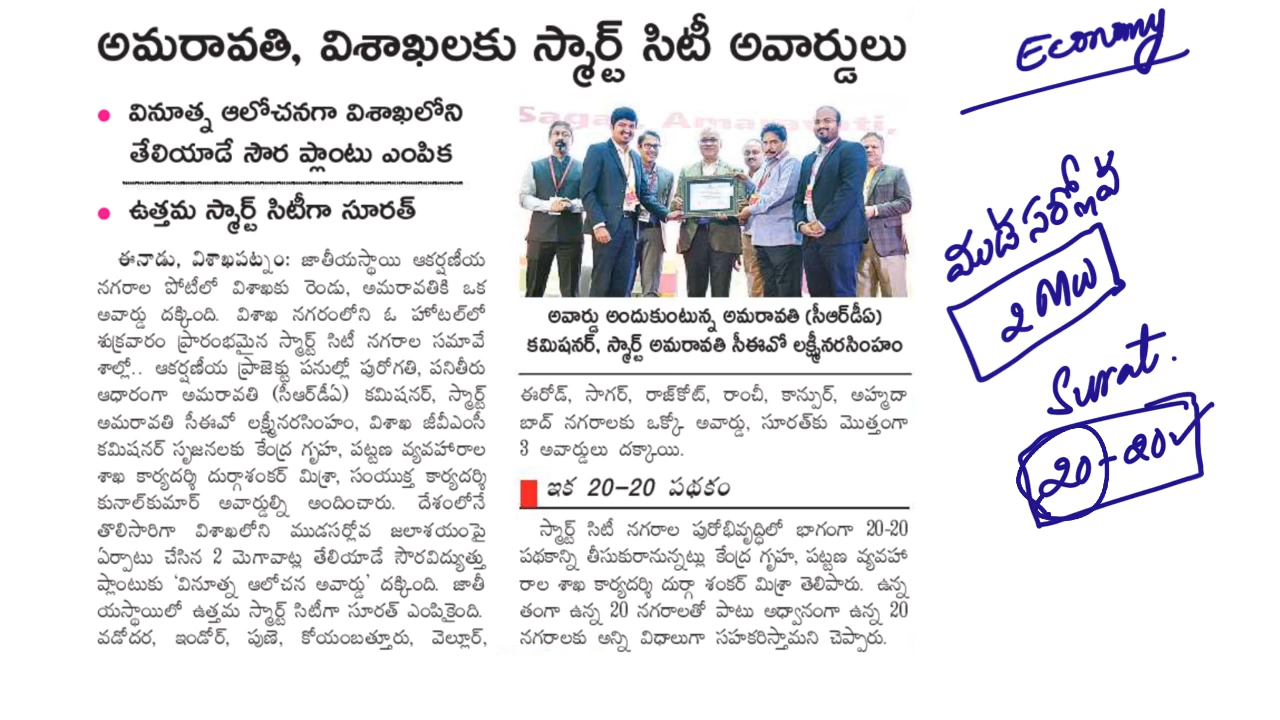 అమరావతి, విశాఖలకు స్మార్ట్ సిటీ అవార్డులు
• వినూత్న ఆలోచనగా విశాఖలోని
తేలియాడే సౌర ప్లాంటు ఎంపిక
• ఉత్తమ స్మార్ట్ సిటీగా సూరత్
ఈనాడు, విశాఖపట్నం: జాతీయస్థాయి ఆకర్షణీయ
నగరాల పోటీలో విశాఖకు రెండు, అమరావతికి ఒక
అవార్డు దక్కింది. విశాఖ నగరంలోని ఓ హోటల్‌లో
శుక్రవారం ప్రారంభమైన స్మార్ట్ సిటీ నగరాల సమావే
శాల్లో.. ఆకర్షణీయ ప్రాజెక్టు పనుల్లో పురోగతి, పనితీరు
ఆధారంగా అమరావతి (సీఆర్‌డీఏ) కమిషనర్, స్మార్ట్
అమరావతి సీఈవో లక్ష్మీనరసింహం, విశాఖ జీవీఎంసీ
కమిషనర్ సృజనలకు కేంద్ర గృహ, పట్టణ వ్యవహారాల
శాఖ కార్యదర్శి దుర్గాశంకర్ మిశ్రా, సంయుక్త కార్యదర్శి
కునాల్‌కుమార్ అవార్డుల్ని అందించారు. దేశంలోనే
తొలిసారిగా విశాఖలోని ముడసర్లోవ జలాశయంపై
ఏర్పాటు చేసిన 2 మెగావాట్ల తేలియాడే సౌరవిద్యుత్తు
ప్లాంటుకు ‘వినూత్న ఆలోచన అవార్డు’ దక్కింది. జాతీ
యస్థాయిలో ఉత్తమ స్మార్ట్ సిటీగా సూరత్ ఎంపికైంది.
వడోదర, ఇండోర్, పుణె, కోయంబత్తూరు, వెల్లూర్,
Sagar, Amaravati,
అవార్డు అందుకుంటున్న అమరావతి (సీఆర్‌డీఏ)
కమిషనర్, స్మార్ట్ అమరావతి సీఈవో లక్ష్మీనరసింహం
ఈరోడ్, సాగర్, రాజ్‌కోట్, రాంచీ, కాన్పుర్, అహ్మదా
బాద్ నగరాలకు ఒక్కో అవార్డు, సూరత్‌కు మొత్తంగా
3 అవార్డులు దక్కాయి.
ఇక 20-20 పథకం
స్మార్ట్ సిటీ నగరాల పురోభివృద్ధిలో భాగంగా 20-20
పథకాన్ని తీసుకురానున్నట్లు కేంద్ర గృహ, పట్టణ వ్యవహా
రాల శాఖ కార్యదర్శి దుర్గా శంకర్ మిశ్రా తెలిపారు. ఉన్న
తంగా ఉన్న 20 నగరాలతో పాటు అధ్వానంగా ఉన్న 20
నగరాలకు అన్ని విధాలుగా సహకరిస్తామని చెప్పారు.
Economy
ముడసర్లోవ
2 MW
Surat.
20-20